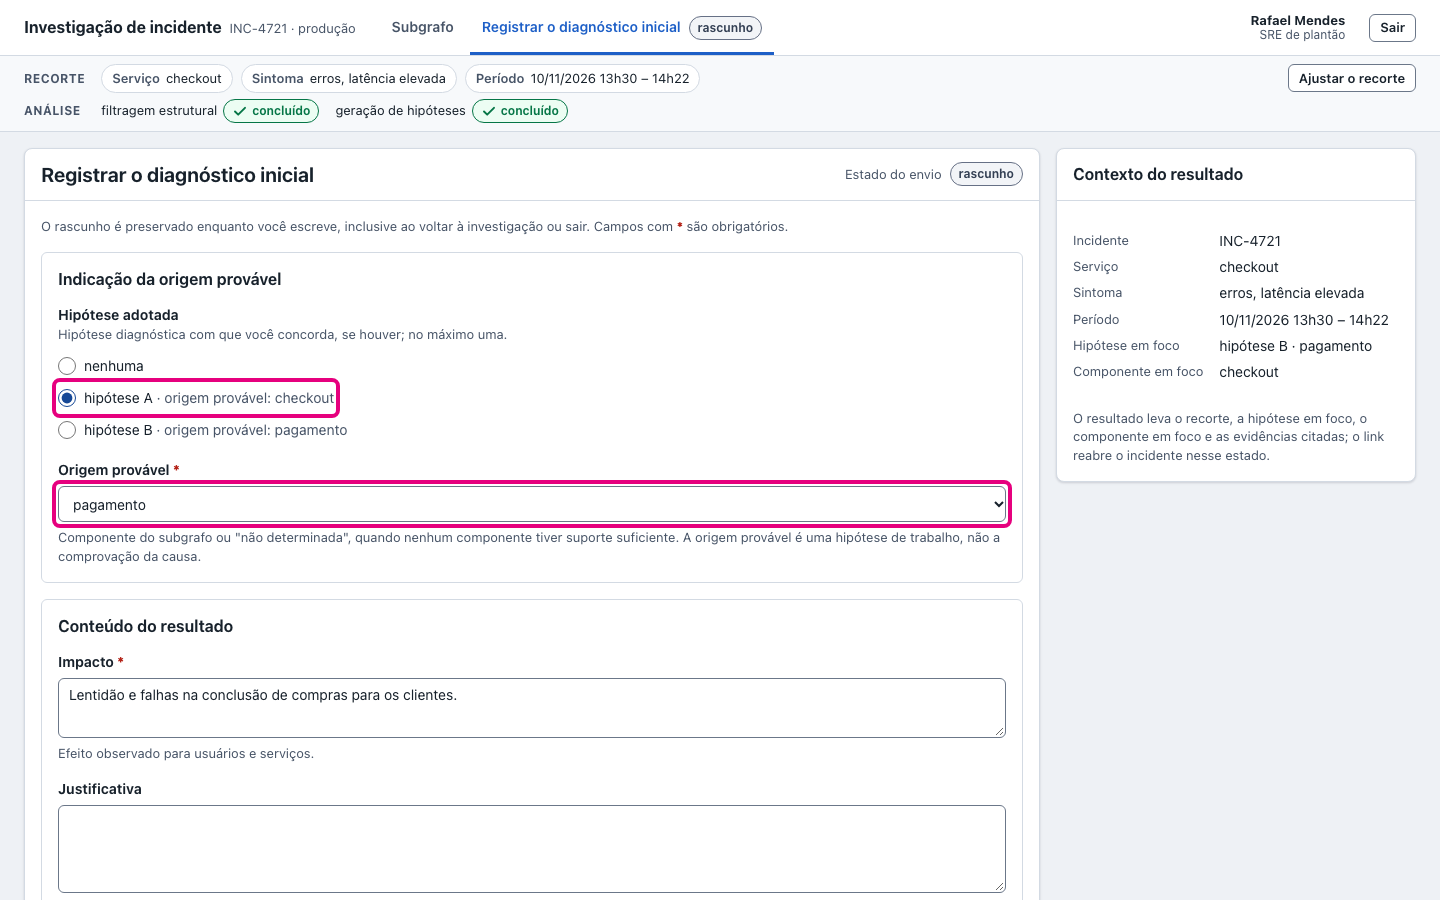 Investigação de incidente INC-4721 · produção Subgrafo Registrar o diagnóstico inicial rascunho Rafael Mendes
SRE de plantão
Sair
RECORTE Serviço checkout Sintoma erros, latência elevada Período 10/11/2026 13h30 – 14h22 Ajustar o recorte
ANÁLISE filtragem estrutural concluído geração de hipóteses concluído
Registrar o diagnóstico inicial Estado do envio rascunho
O rascunho é preservado enquanto você escreve, inclusive ao voltar à investigação ou sair. Campos com * são obrigatórios.
Indicação da origem provável
Hipótese adotada
Hipótese diagnóstica com que você concorda, se houver; no máximo uma.
nenhuma
hipótese A · origem provável: checkout
hipótese B · origem provável: pagamento
Origem provável *
pagamento
Componente do subgrafo ou "não determinada", quando nenhum componente tiver suporte suficiente. A origem provável é uma hipótese de trabalho, não a
comprovação da causa.
Conteúdo do resultado
Impacto *
Lentidão e falhas na conclusão de compras para os clientes.
Efeito observado para usuários e serviços.
Justificativa
Contexto do resultado
Incidente INC-4721
Serviço checkout
Sintoma erros, latência elevada
Período 10/11/2026 13h30 – 14h22
Hipótese em foco hipótese B · pagamento
Componente em foco checkout
O resultado leva o recorte, a hipótese em foco, o
componente em foco e as evidências citadas; o link
reabre o incidente nesse estado.